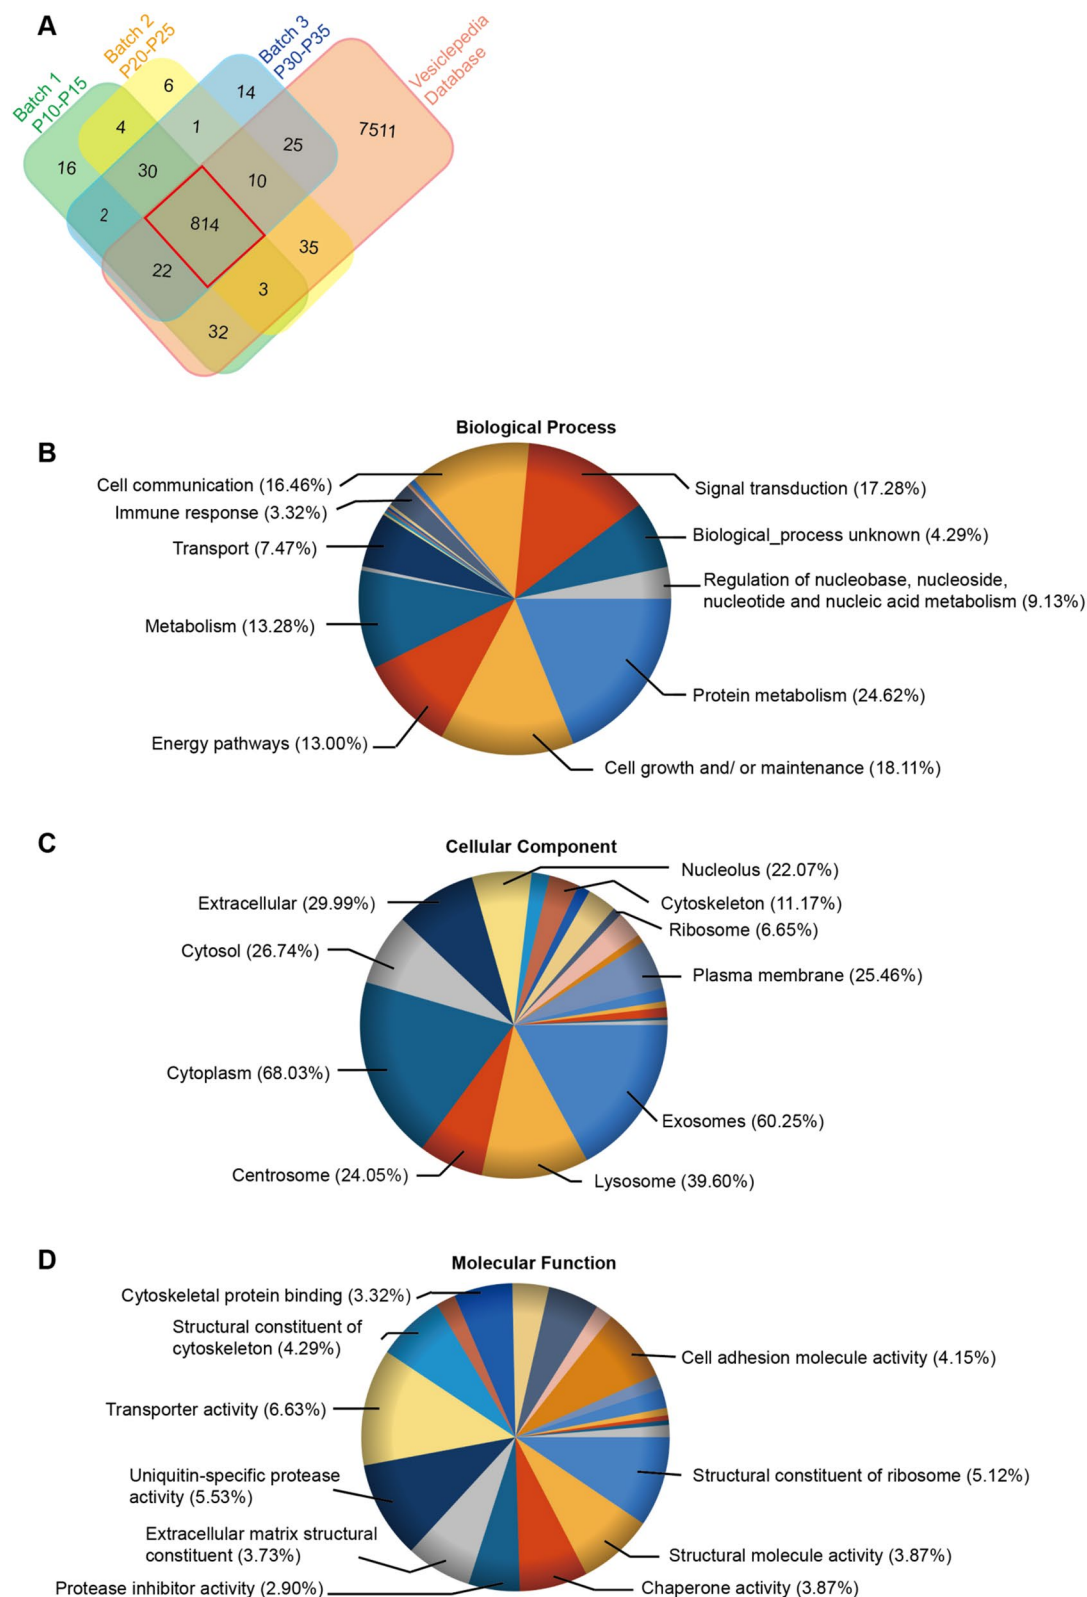 A
Batch 1
P10-P15
Batch 2
P20-P25
Batch 3
P30-P35
Vesiclepedia
Database
6
14
4
1
25
7511
16
30
10
2
814
22
35
3
32
B
Biological Process
Cell communication (16.46%)
Signal transduction (17.28%)
Immune response (3.32%)
Biological_process unknown (4.29%)
Transport (7.47%)
Regulation of nucleobase, nucleoside,
nucleotide and nucleic acid metabolism (9.13%)
Metabolism (13.28%)
Protein metabolism (24.62%)
Energy pathways (13.00%)
Cell growth and/ or maintenance (18.11%)
C
Cellular Component
Nucleolus (22.07%)
Extracellular (29.99%)
Cytoskeleton (11.17%)
Ribosome (6.65%)
Cytosol (26.74%)
Plasma membrane (25.46%)
Cytoplasm (68.03%)
Exosomes (60.25%)
Centrosome (24.05%)
Lysosome (39.60%)
D
Molecular Function
Cytoskeletal protein binding (3.32%)
Structural constituent of
cytoskeleton (4.29%)
Cell adhesion molecule activity (4.15%)
Transporter activity (6.63%)
Uniquitin-specific protease
activity (5.53%)
Structural constituent of ribosome (5.12%)
Extracellular matrix structural
constituent (3.73%)
Structural molecule activity (3.87%)
Protease inhibitor activity (2.90%)
Chaperone activity (3.87%)